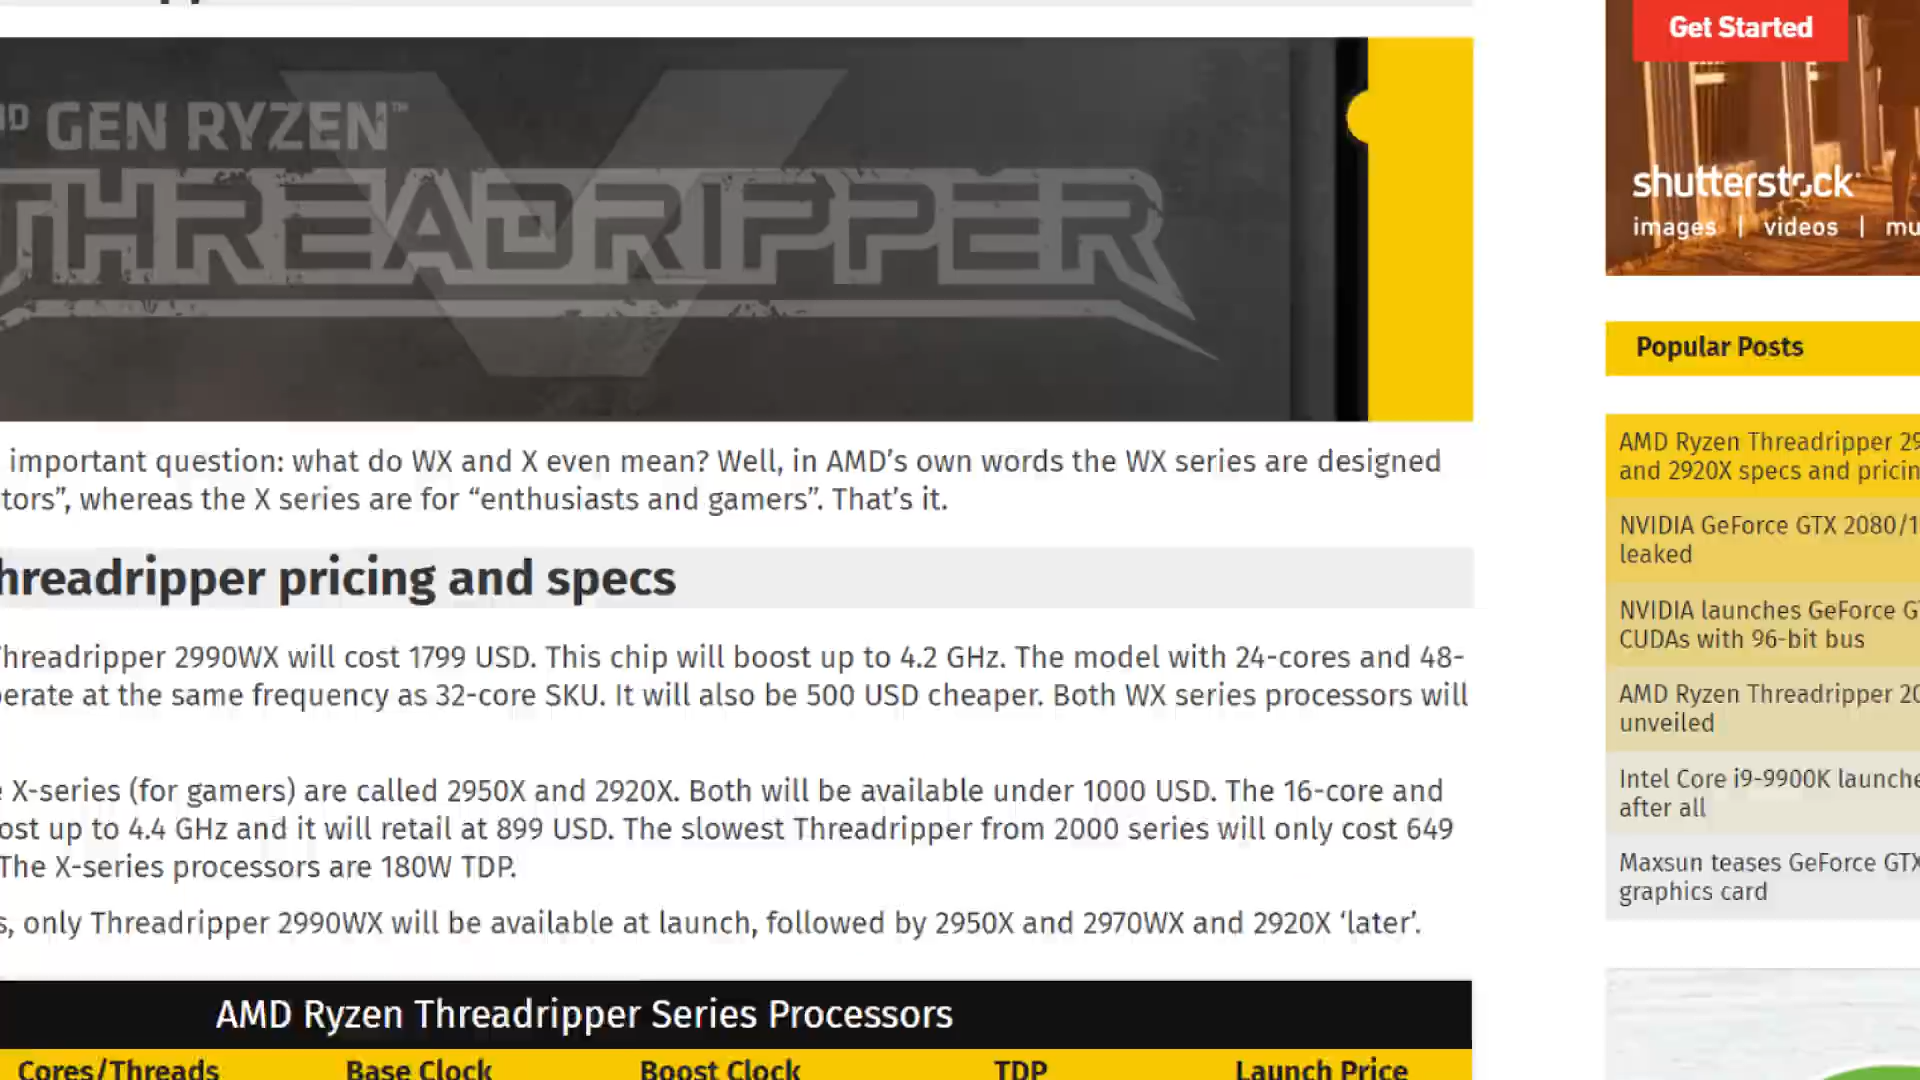 GEN RYZEN™
THREADRIPPER
important question: what do WX and X even mean? Well, in AMD’s own words the WX series are designed
tors”, whereas the X series are for “enthusiasts and gamers”. That’s it.
hreadripper pricing and specs
hreadripper 2990WX will cost 1799 USD. This chip will boost up to 4.2 GHz. The model with 24-cores and 48-
erate at the same frequency as 32-core SKU. It will also be 500 USD cheaper. Both WX series processors will
X-series (for gamers) are called 2950X and 2920X. Both will be available under 1000 USD. The 16-core and
ost up to 4.4 GHz and it will retail at 899 USD. The slowest Threadripper from 2000 series will only cost 649
The X-series processors are 180W TDP.
s, only Threadripper 2990WX will be available at launch, followed by 2950X and 2970WX and 2920X ‘later’.
AMD Ryzen Threadripper Series Processors
Cores/Threads Base Clock Boost Clock TDP Launch Price
Get Started
shutterstock
images | videos | mu
Popular Posts
AMD Ryzen Threadripper 29
and 2920X specs and pricin
NVIDIA GeForce GTX 2080/1
leaked
NVIDIA launches GeForce G
CUDAs with 96-bit bus
AMD Ryzen Threadripper 20
unveiled
Intel Core i9-9900K launche
after all
Maxsun teases GeForce GTX
graphics card